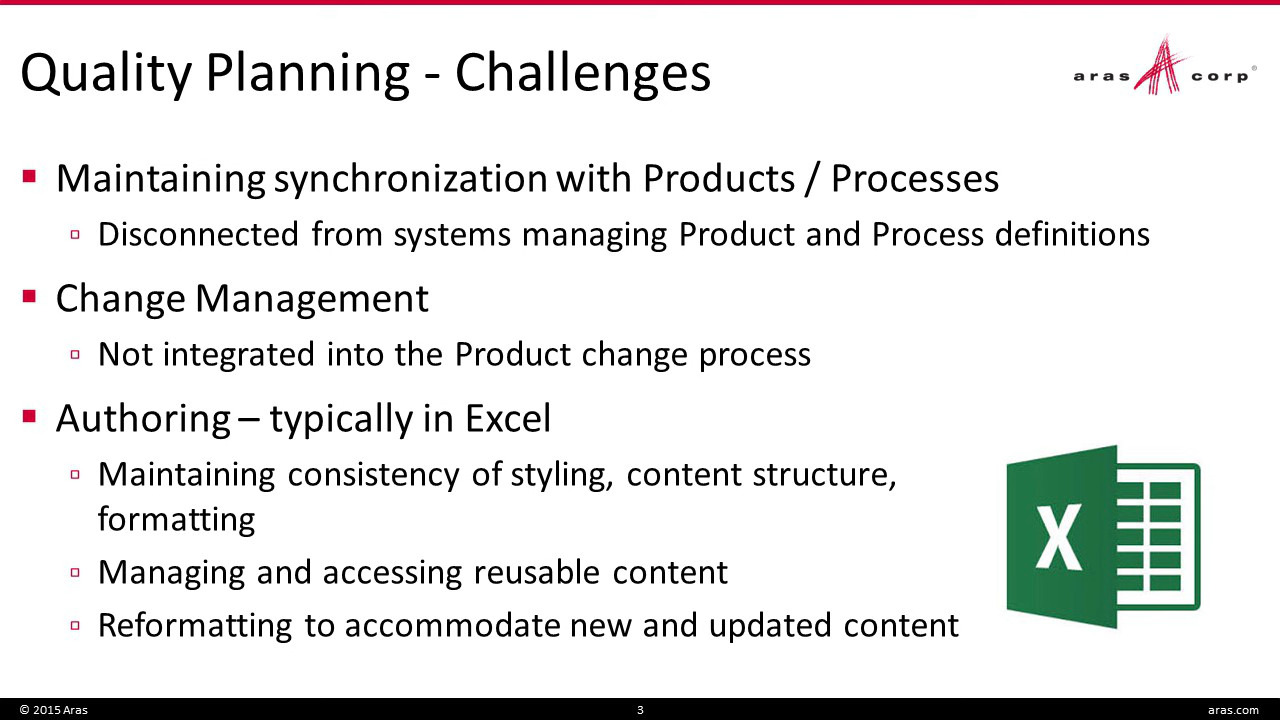 Quality Planning - Challenges
aras corp®
▪ Maintaining synchronization with Products / Processes
▫ Disconnected from systems managing Product and Process definitions
▪ Change Management
▫ Not integrated into the Product change process
▪ Authoring – typically in Excel
▫ Maintaining consistency of styling, content structure,
formatting
▫ Managing and accessing reusable content
▫ Reformatting to accommodate new and updated content
X
© 2015 Aras
3
aras.com